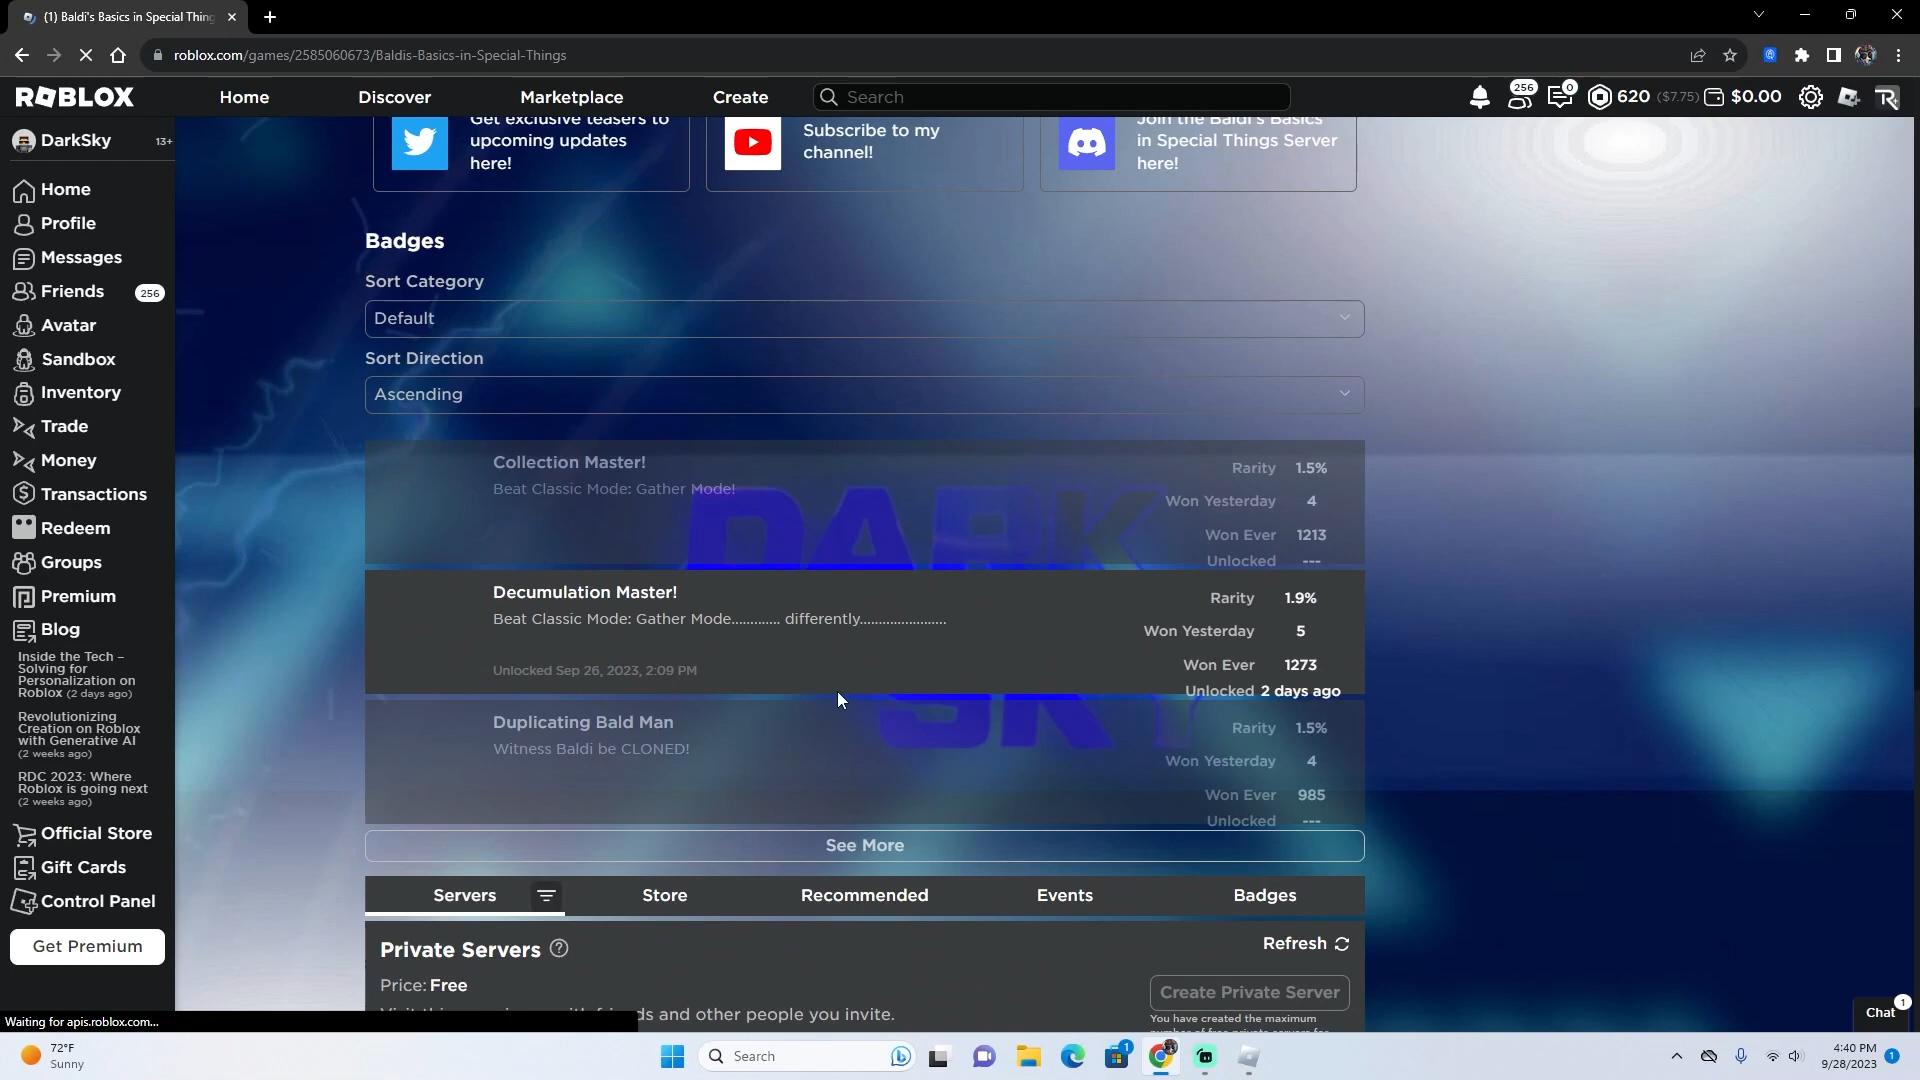 (1) Baldi's Basics in Special Thing
roblox.com/games/2585060673/Baldis-Basics-in-Special-Things
ROBLOX
Home
Discover
Marketplace
Create
Search
256
0
620 ($7.75)
$0.00
DarkSky
13+
Home
Profile
Messages
Friends
256
Avatar
Sandbox
Inventory
Trade
Money
Transactions
Redeem
Groups
Premium
Blog
Inside the Tech –
Solving for
Personalization on
Roblox (2 days ago)
Revolutionizing
Creation on Roblox
with Generative AI
(2 weeks ago)
RDC 2023: Where
Roblox is going next
(2 weeks ago)
Official Store
Gift Cards
Control Panel
Get Premium
Get exclusive teasers to
upcoming updates
here!
Subscribe to my
channel!
Join the Baldi's Basics
in Special Things Server
here!
Badges
Sort Category
Default
Sort Direction
Ascending
DARK
SKY
Collection Master!
Beat Classic Mode: Gather Mode!
Rarity 1.5%
Won Yesterday 4
Won Ever 1213
Unlocked ---
Decumulation Master!
Beat Classic Mode: Gather Mode............. differently.......................
Unlocked Sep 26, 2023, 2:09 PM
Rarity 1.9%
Won Yesterday 5
Won Ever 1273
Unlocked 2 days ago
Duplicating Bald Man
Witness Baldi be CLONED!
Rarity 1.5%
Won Yesterday 4
Won Ever 985
Unlocked ---
See More
Servers
Store
Recommended
Events
Badges
Private Servers
Refresh
Price: Free
Create Private Server
ds and other people you invite.
You have created the maximum
Chat
1
Waiting for apis.roblox.com...
72°F
Sunny
Search
1
4:40 PM
9/28/2023
1